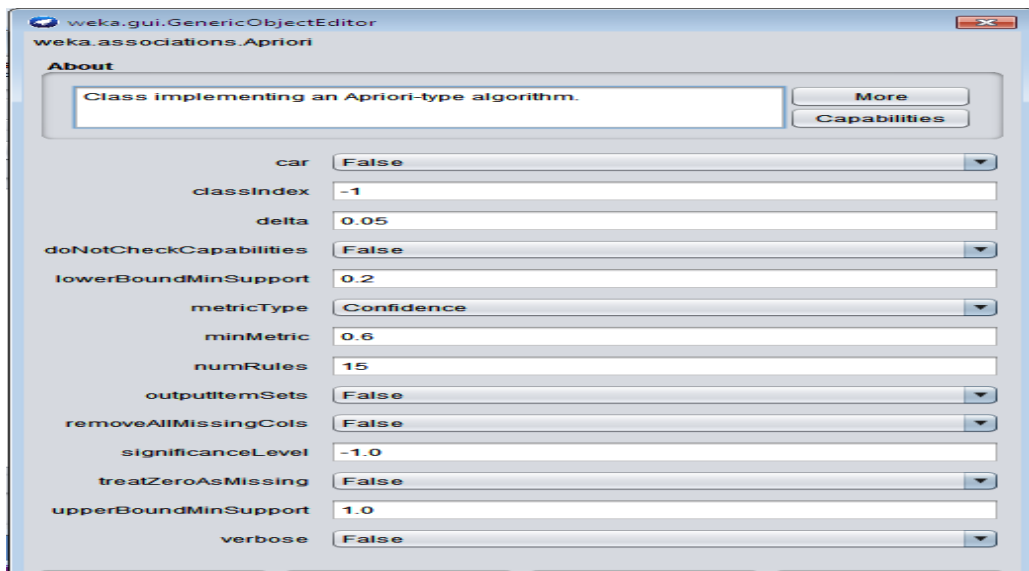 weka.gui.GenericObjectEditor
weka.associations.Apriori
About
Class implementing an Apriori-type algorithm.
More
Capabilities
car False
classIndex -1
delta 0.05
doNotCheckCapabilities False
lowerBoundMinSupport 0.2
metricType Confidence
minMetric 0.6
numRules 15
outputItemSets False
removeAllMissingCols False
significanceLevel -1.0
treatZeroAsMissing False
upperBoundMinSupport 1.0
verbose False